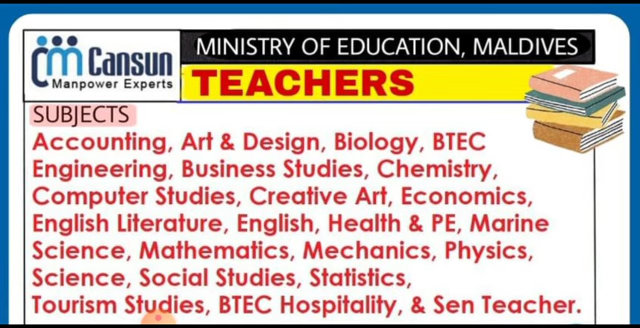 cm Cansun
Manpower Experts
MINISTRY OF EDUCATION, MALDIVES
TEACHERS
SUBJECTS
Accounting, Art & Design, Biology, BTEC
Engineering, Business Studies, Chemistry,
Computer Studies, Creative Art, Economics,
English Literature, English, Health & PE, Marine
Science, Mathematics, Mechanics, Physics,
Science, Social Studies, Statistics,
Tourism Studies, BTEC Hospitality, & Sen Teacher.